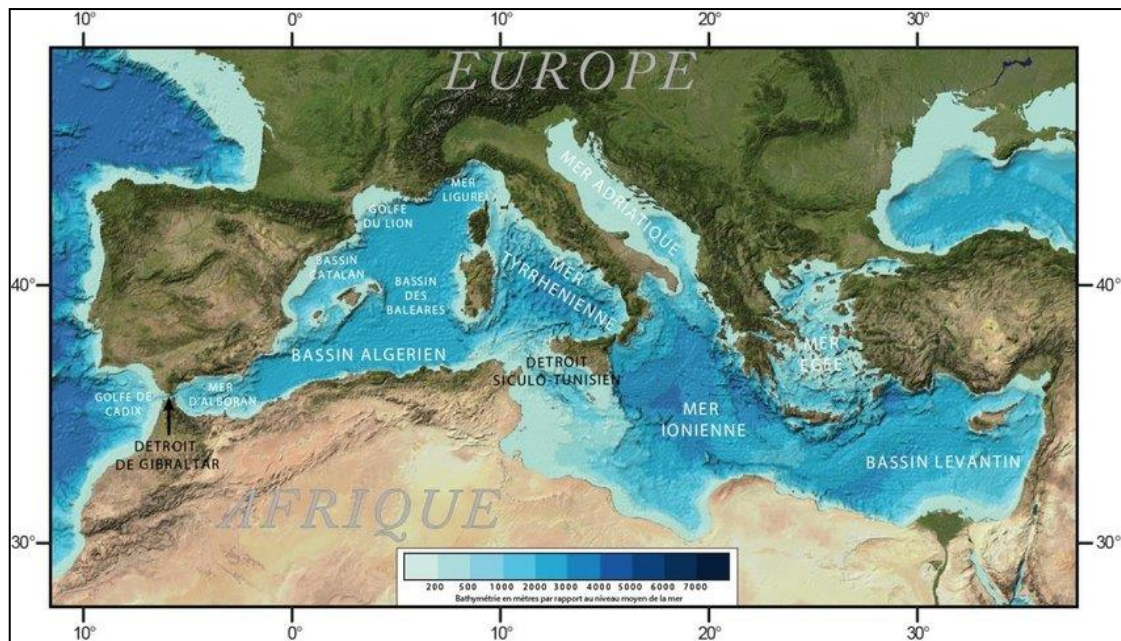 10°
0°
10°
20°
30°
EUROPE
MER
LIGURE
MER ADRIATIQUE
GOLFE
DU LION
BASSIN
CATALAN
MER
TYRRHENIENNE
40°
40°
BASSIN
DES
BALEARES
BASSIN ALGERIEN
DETROIT
SICULO-TUNISIEN
MER
EGEE
GOLFE DE
CADIX
MER
D'ALBORAN
MER
IONIENNE
DETROIT
DE GIBRALTAR
BASSIN LEVANTIN
AFRIQUE
30°
30°
200 500 1000 2000 3000 4000 5000 6000 7000
Bathymétrie en mètres par rapport au niveau moyen de la mer
10°
0°
10°
20°
30°